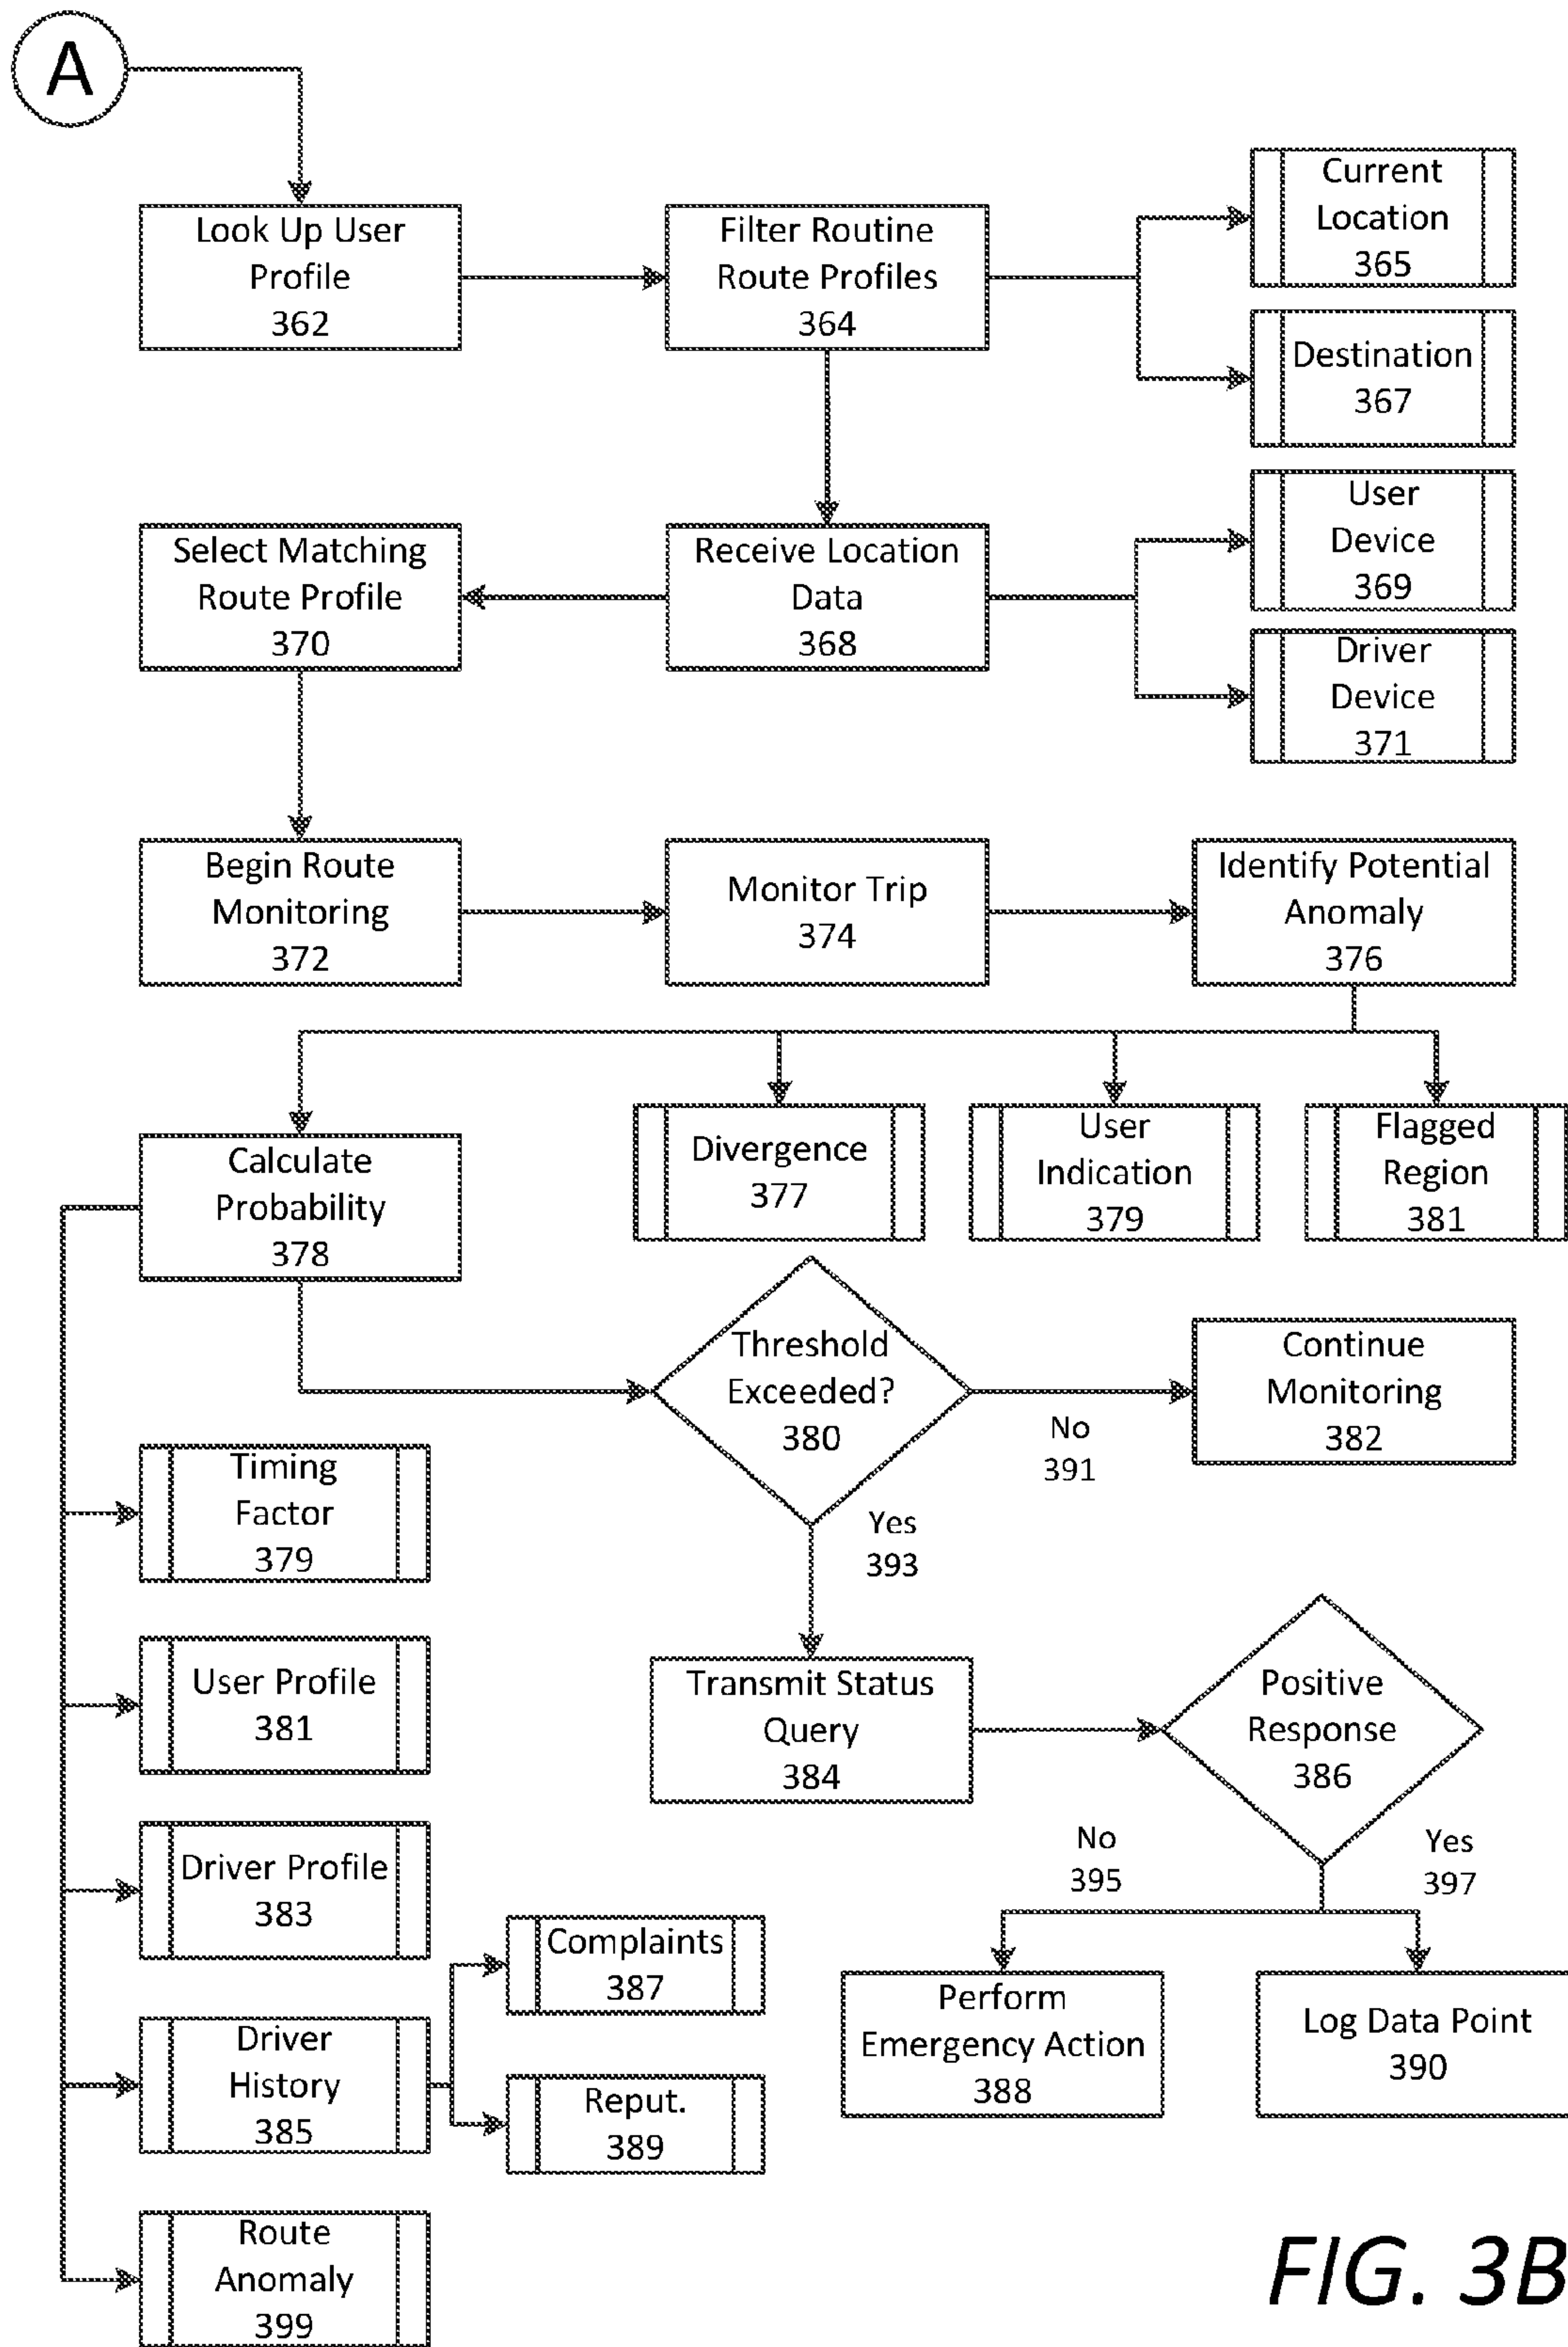 A
Look Up User
Profile
362
Filter Routine
Route Profiles
364
Current
Location
365
Destination
367
Select Matching
Route Profile
370
Receive Location
Data
368
User
Device
369
Driver
Device
371
Begin Route
Monitoring
372
Monitor Trip
374
Identify Potential
Anomaly
376
Calculate
Probability
378
Divergence
377
User
Indication
379
Flagged
Region
381
Threshold
Exceeded?
380
No
391
Continue
Monitoring
382
Yes
393
Timing
Factor
379
User Profile
381
Driver Profile
383
Driver
History
385
Complaints
387
Reput.
389
Route
Anomaly
399
Transmit Status
Query
384
Positive
Response
386
No
395
Yes
397
Perform
Emergency Action
388
Log Data Point
390
FIG. 3B